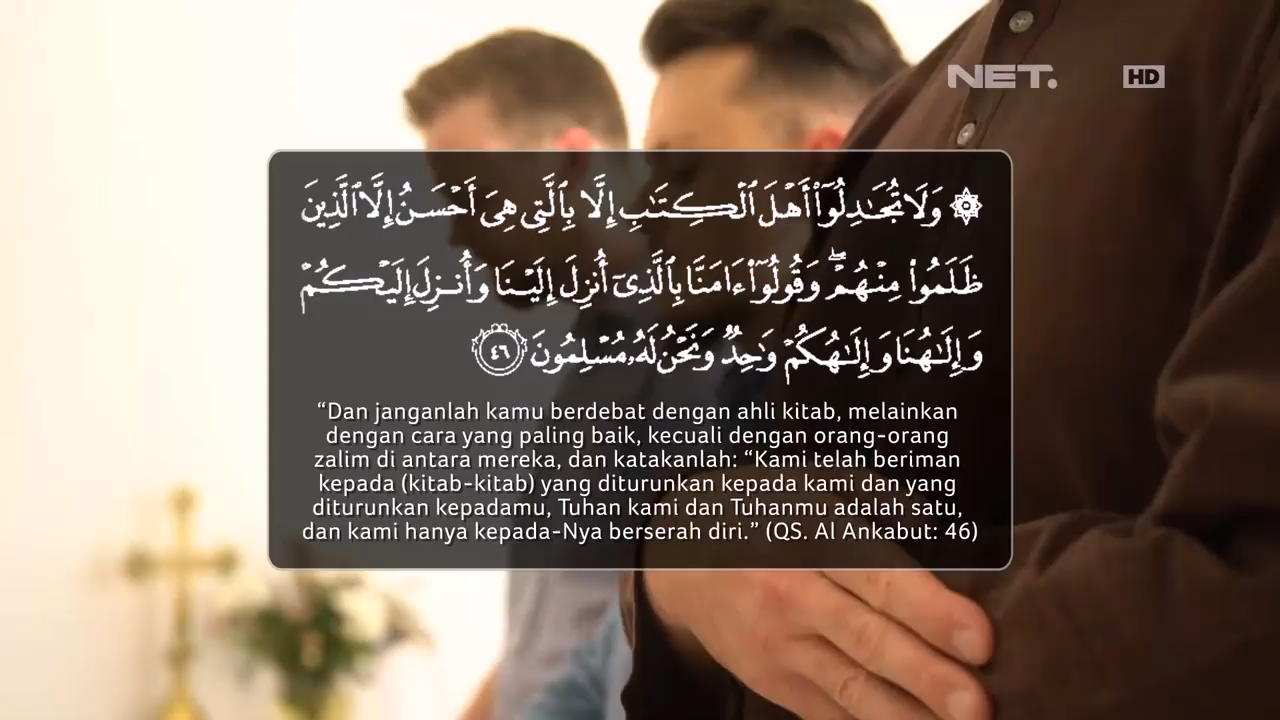 NET.
HD
۞ وَلَا تُجَٰدِلُوٓا۟ أَهْلَ ٱلْكِتَٰبِ إِلَّا بِٱلَّتِى هِىَ أَحْسَنُ إِلَّا ٱلَّذِينَ
ظَلَمُوا۟ مِنْهُمْ ۖ وَقُولُوٓا۟ ءَامَنَّا بِٱلَّذِىٓ أُنزِلَ إِلَيْنَا وَأُنزِلَ إِلَيْكُمْ
وَإِلَٰهُنَا وَإِلَٰهُكُمْ وَٰحِدٌ وَنَحْنُ لَهُۥ مُسْلِمُونَ ٤٦
“Dan janganlah kamu berdebat dengan ahli kitab, melainkan
dengan cara yang paling baik, kecuali dengan orang-orang
zalim di antara mereka, dan katakanlah: “Kami telah beriman
kepada (kitab-kitab) yang diturunkan kepada kami dan yang
diturunkan kepadamu, Tuhan kami dan Tuhanmu adalah satu,
dan kami hanya kepada-Nya berserah diri.” (QS. Al Ankabut: 46)